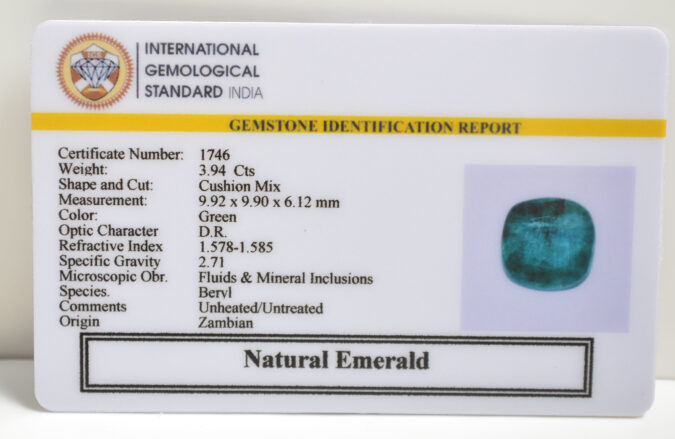 INTERNATIONAL
GEMOLOGICAL
STANDARD INDIA
GEMSTONE IDENTIFICATION REPORT
Certificate Number: 1746
Weight: 3.94 Cts
Shape and Cut: Cushion Mix
Measurement: 9.92 x 9.90 x 6.12 mm
Color: Green
Optic Character D.R.
Refractive Index 1.578-1.585
Specific Gravity 2.71
Microscopic Obr. Fluids & Mineral Inclusions
Species. Beryl
Comments Unheated/Untreated
Origin Zambian
Natural Emerald